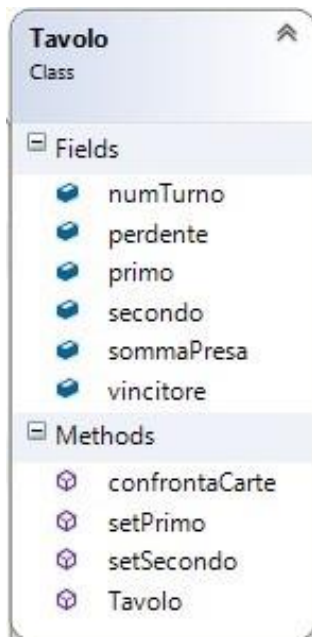 Tavolo
Class
Fields
numTurno
perdente
primo
secondo
sommaPresa
vincitore
Methods
confrontaCarte
setPrimo
setSecondo
Tavolo